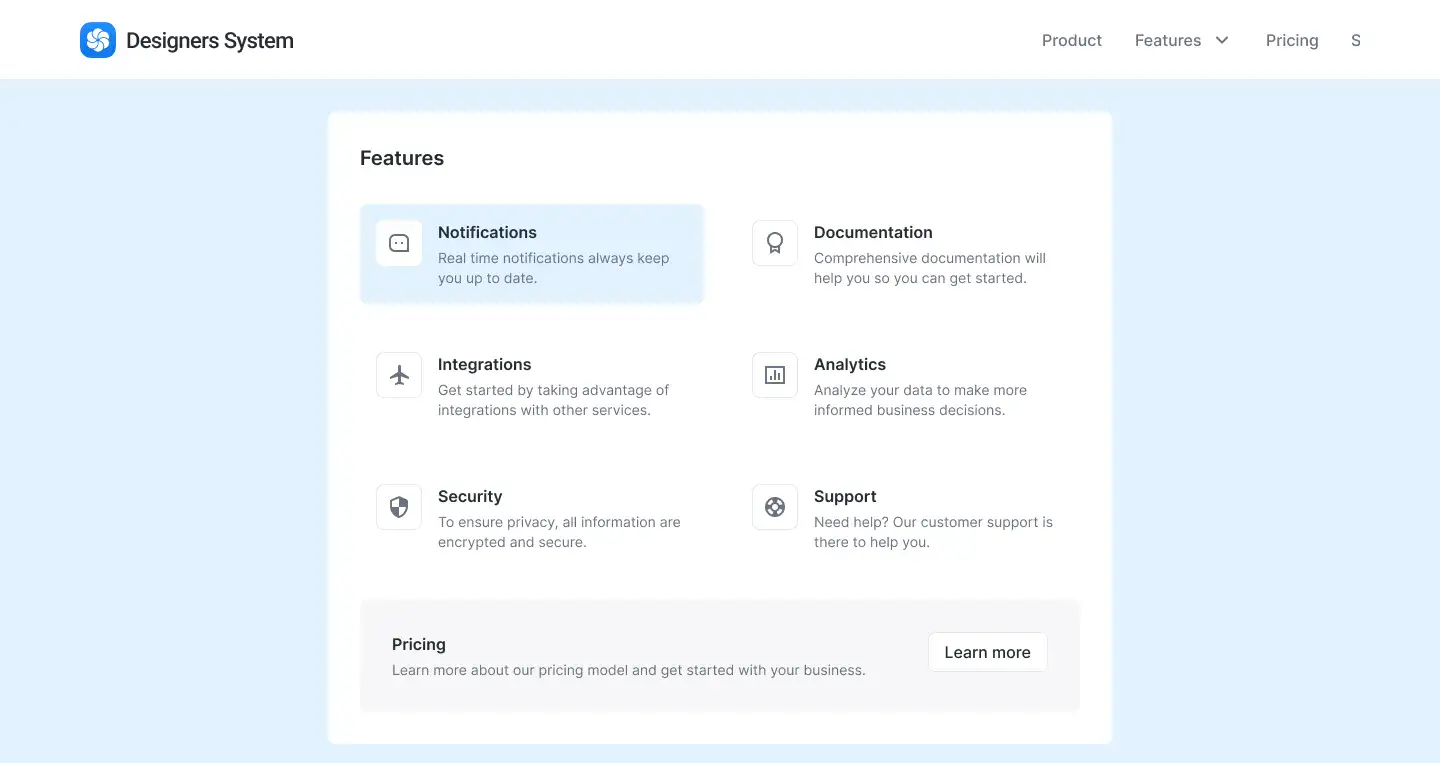 Designers System
Product Features Pricing S
Features
Notifications
Real time notifications always keep
you up to date.
Documentation
Comprehensive documentation will
help you so you can get started.
Integrations
Get started by taking advantage of
integrations with other services.
Analytics
Analyze your data to make more
informed business decisions.
Security
To ensure privacy, all information are
encrypted and secure.
Support
Need help? Our customer support is
there to help you.
Pricing
Learn more about our pricing model and get started with your business.
Learn more